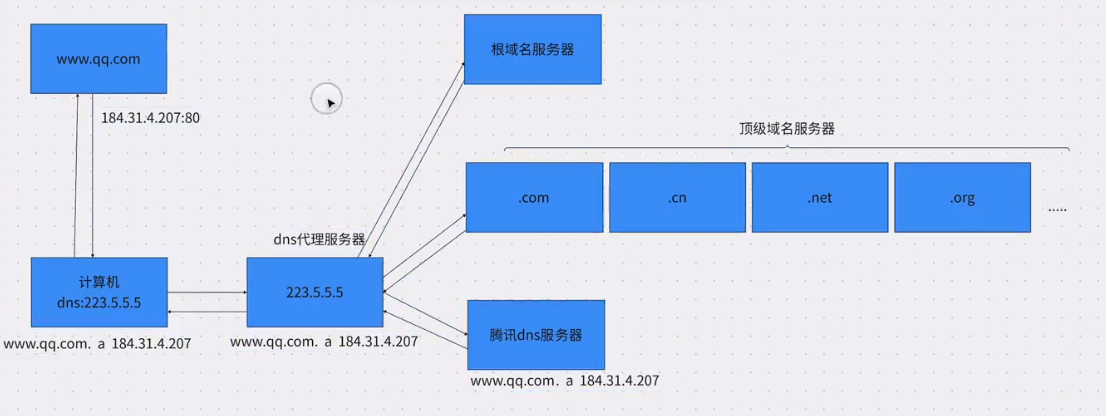 www.qq.com
根域名服务器
184.31.4.207:80
顶级域名服务器
.com
.cn
.net
.org
.....
dns代理服务器
计算机
dns:223.5.5.5
223.5.5.5
腾讯dns服务器
www.qq.com. a 184.31.4.207
www.qq.com. a 184.31.4.207
www.qq.com. a 184.31.4.207